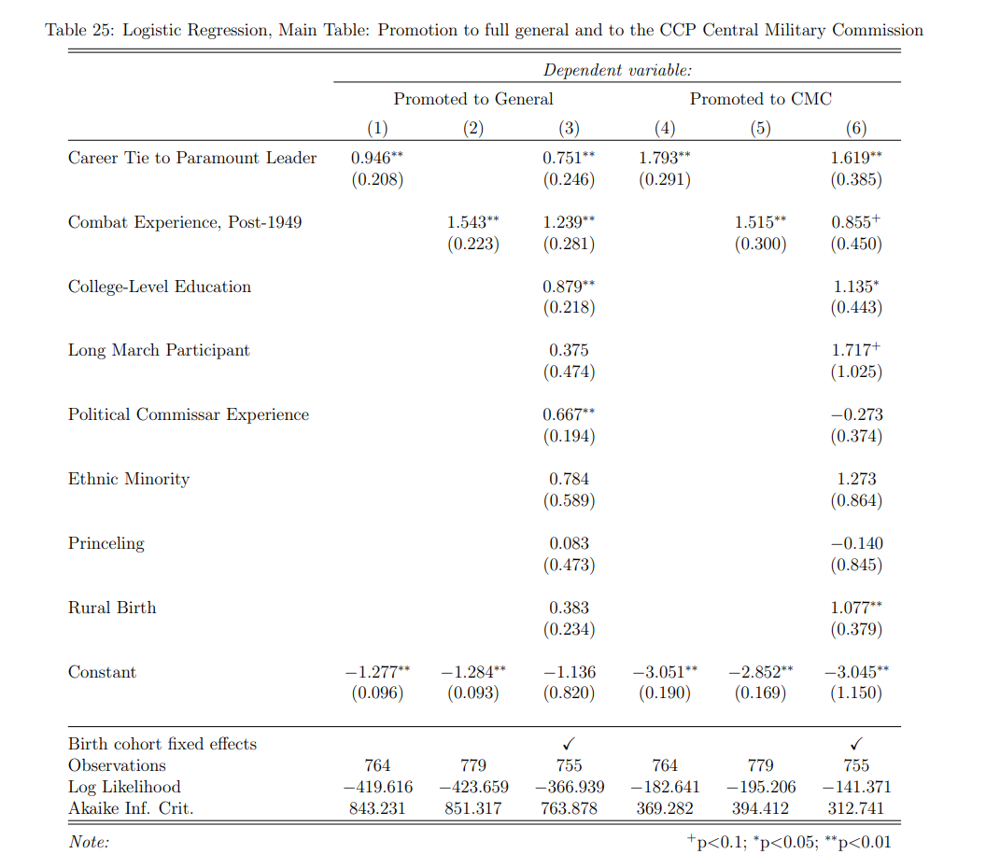 Table 25: Logistic Regression, Main Table: Promotion to full general and to the CCP Central Military Commission
Dependent variable:
Promoted to General Promoted to CMC
(1) (2) (3) (4) (5) (6)
Career Tie to Paramount Leader 0.946** 0.751** 1.793** 1.619**
(0.208) (0.246) (0.291) (0.385)
Combat Experience, Post-1949 1.543** 1.239** 1.515** 0.855+
(0.223) (0.281) (0.300) (0.450)
College-Level Education 0.879** 1.135*
(0.218) (0.443)
Long March Participant 0.375 1.717+
(0.474) (1.025)
Political Commissar Experience 0.667** −0.273
(0.194) (0.374)
Ethnic Minority 0.784 1.273
(0.589) (0.864)
Princeling 0.083 −0.140
(0.473) (0.845)
Rural Birth 0.383 1.077**
(0.234) (0.379)
Constant −1.277** −1.284** −1.136 −3.051** −2.852** −3.045**
(0.096) (0.093) (0.820) (0.190) (0.169) (1.150)
Birth cohort fixed effects ✓ ✓
Observations 764 779 755 764 779 755
Log Likelihood −419.616 −423.659 −366.939 −182.641 −195.206 −141.371
Akaike Inf. Crit. 843.231 851.317 763.878 369.282 394.412 312.741
Note: +p<0.1; *p<0.05; **p<0.01